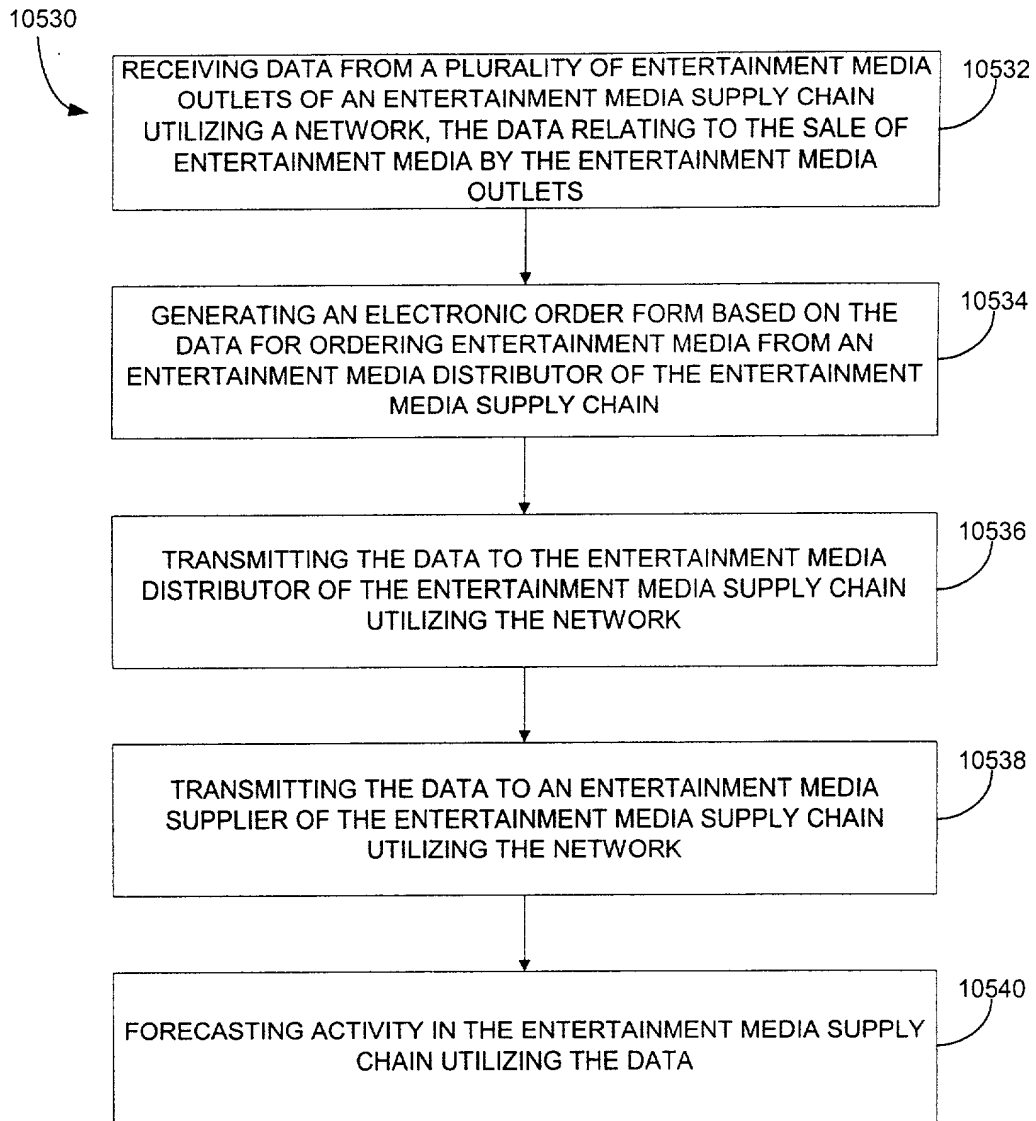 10530
RECEIVING DATA FROM A PLURALITY OF ENTERTAINMENT MEDIA
OUTLETS OF AN ENTERTAINMENT MEDIA SUPPLY CHAIN
UTILIZING A NETWORK, THE DATA RELATING TO THE SALE OF
ENTERTAINMENT MEDIA BY THE ENTERTAINMENT MEDIA
OUTLETS
10532
GENERATING AN ELECTRONIC ORDER FORM BASED ON THE
DATA FOR ORDERING ENTERTAINMENT MEDIA FROM AN
ENTERTAINMENT MEDIA DISTRIBUTOR OF THE ENTERTAINMENT
MEDIA SUPPLY CHAIN
10534
TRANSMITTING THE DATA TO THE ENTERTAINMENT MEDIA
DISTRIBUTOR OF THE ENTERTAINMENT MEDIA SUPPLY CHAIN
UTILIZING THE NETWORK
10536
TRANSMITTING THE DATA TO AN ENTERTAINMENT MEDIA
SUPPLIER OF THE ENTERTAINMENT MEDIA SUPPLY CHAIN
UTILIZING THE NETWORK
10538
FORECASTING ACTIVITY IN THE ENTERTAINMENT MEDIA SUPPLY
CHAIN UTILIZING THE DATA
10540